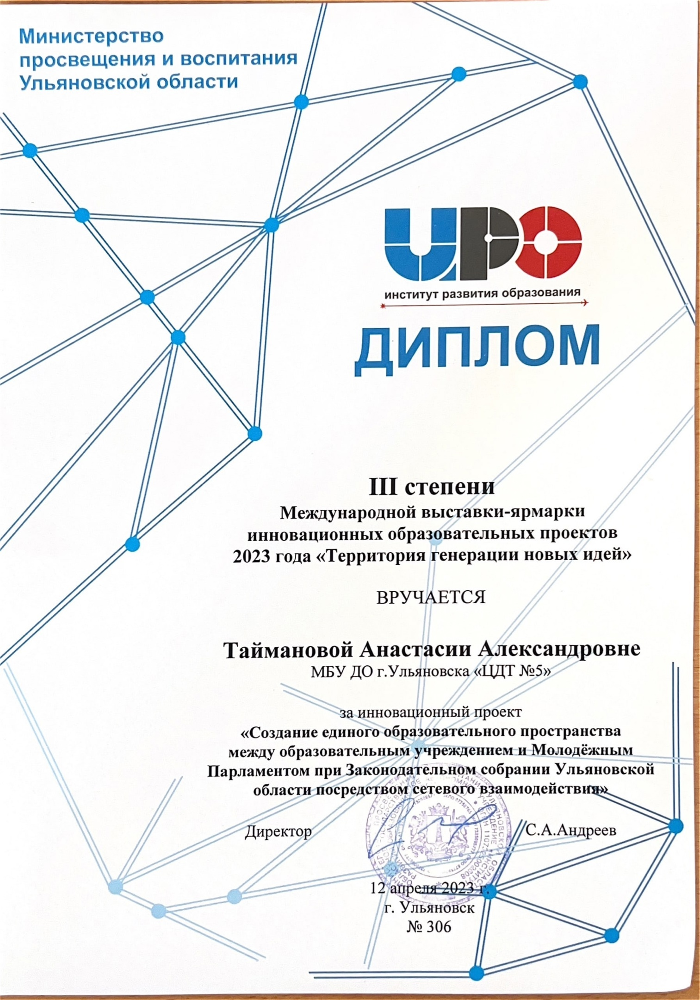 Министерство
просвещения и воспитания
Ульяновской области
ИРО
институт развития образования
ДИПЛОМ
III степени
Международной выставки-ярмарки
инновационных образовательных проектов
2023 года «Территория генерации новых идей»
ВРУЧАЕТСЯ
Таймановой Анастасии Александровне
МБУ ДО г.Ульяновска «ЦДТ №5»
за инновационный проект
«Создание единого образовательного пространства
между образовательным учреждением и Молодёжным
Парламентом при Законодательном собрании Ульяновской
области посредством сетевого взаимодействия»
Директор
С.А.Андреев
12 апреля 2023 г.
г. Ульяновск
№ 306